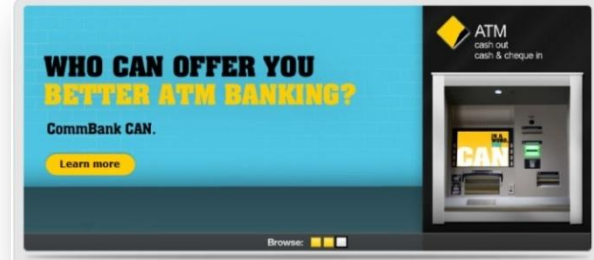 WHO CAN OFFER YOU
BETTER ATM BANKING?
CommBank CAN.
Learn more
ATM
cash out
cash & cheque in
CAN
Browse: